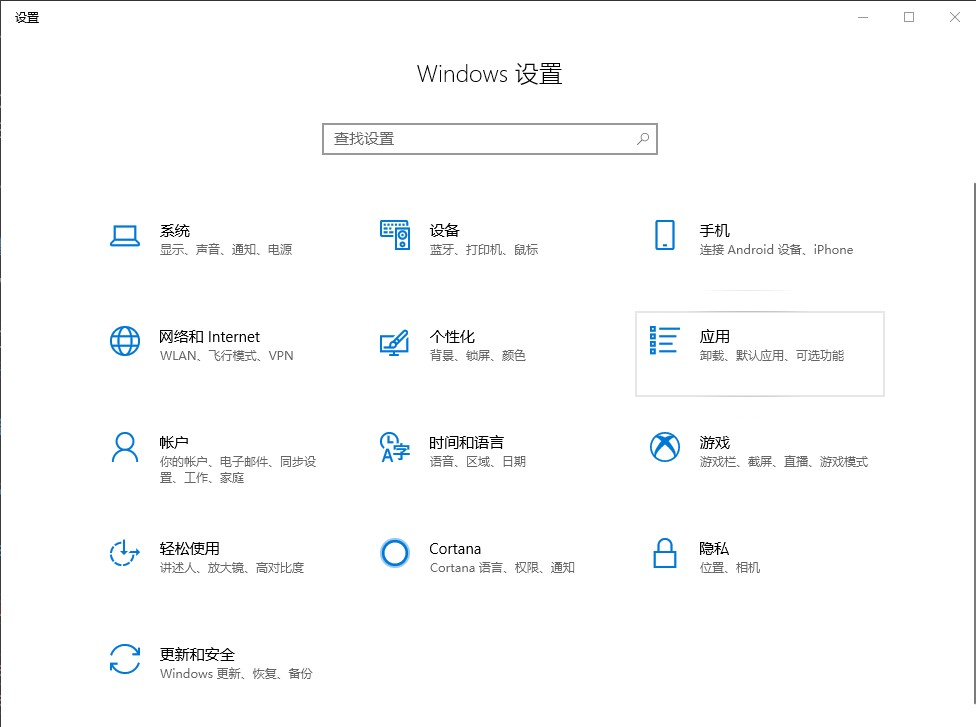 设置
Windows 设置
查找设置
系统
显示、声音、通知、电源
设备
蓝牙、打印机、鼠标
手机
连接 Android 设备、iPhone
网络和 Internet
WLAN、飞行模式、VPN
个性化
背景、锁屏、颜色
应用
卸载、默认应用、可选功能
帐户
你的帐户、电子邮件、同步设
置、工作、家庭
时间和语言
语音、区域、日期
游戏
游戏栏、截屏、直播、游戏模式
轻松使用
讲述人、放大镜、高对比度
Cortana
Cortana 语言、权限、通知
隐私
位置、相机
更新和安全
Windows 更新、恢复、备份